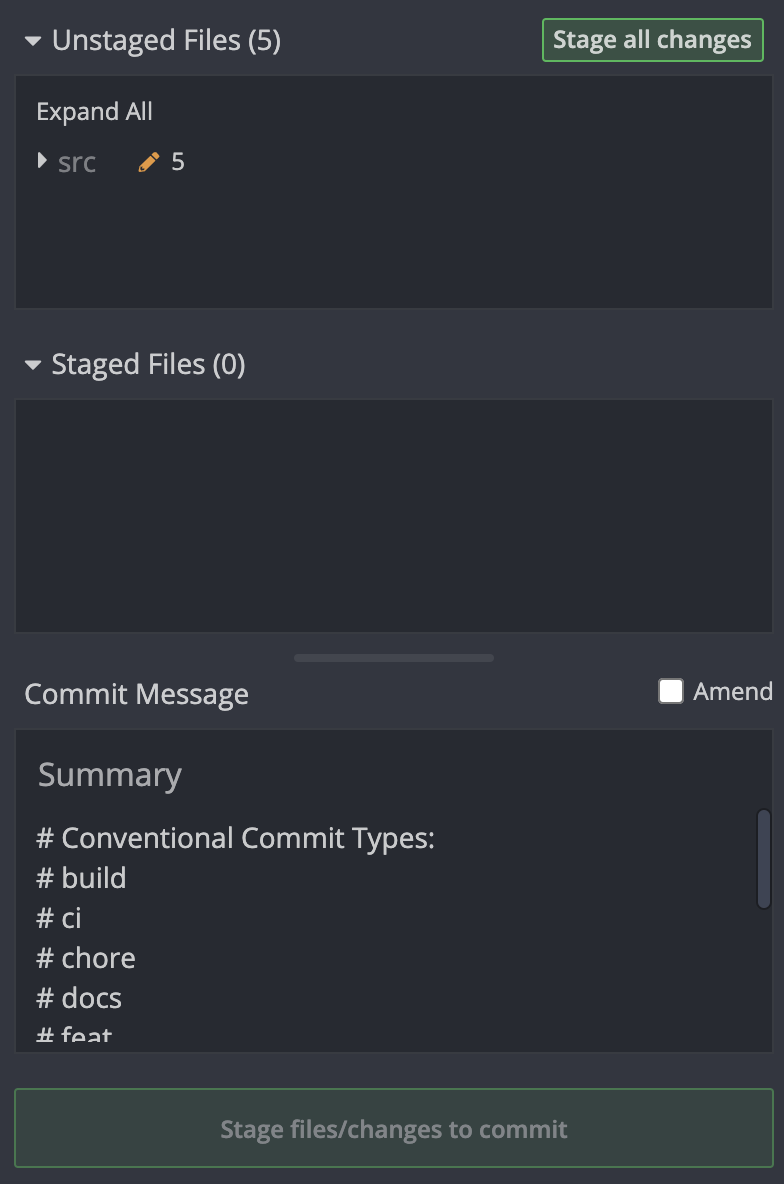 Unstaged Files (5)
Stage all changes
Expand All
src 5
Staged Files (0)
Commit Message
Amend
Summary
# Conventional Commit Types:
# build
# ci
# chore
# docs
# feat
Stage files/changes to commit